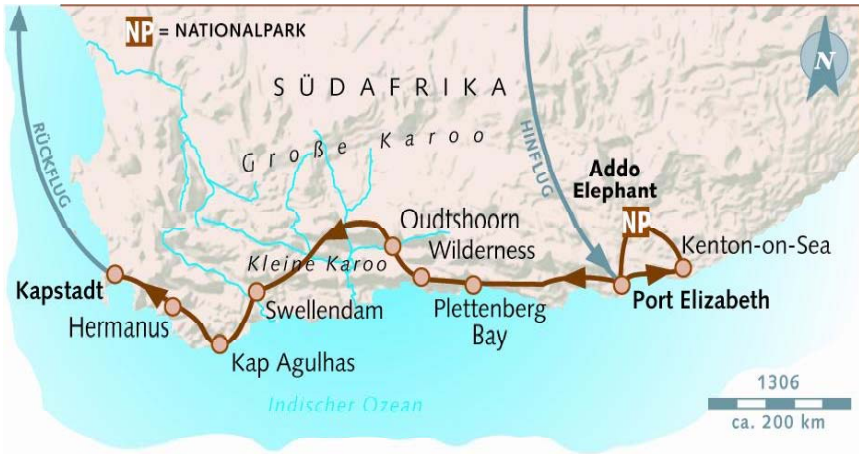 NP = NATIONALPARK
N
SÜDAFRIKA
Große Karoo
RÜCKFLUG
HINFLUG
Addo
Elephant
NP
Oudtshoorn
Wilderness
Kenton-on-Sea
Kleine Karoo
Kapstadt
Swellendam
Plettenberg
Bay
Port Elizabeth
Hermanus
Kap Agulhas
Indischer Ozean
1306
ca. 200 km